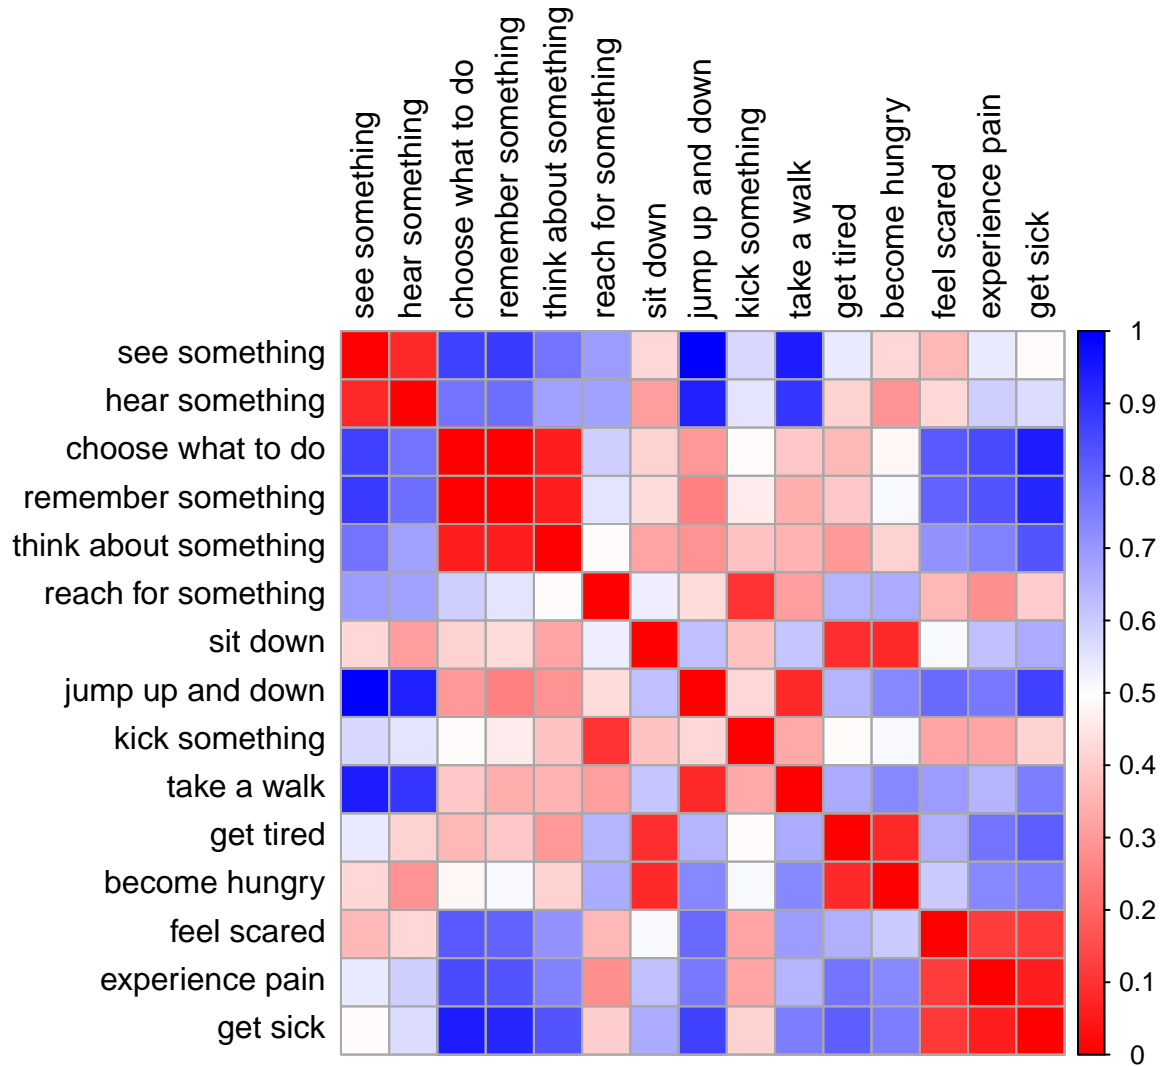 see something
hear something
choose what to do
remember something
think about something
reach for something
sit down
jump up and down
kick something
take a walk
get tired
become hungry
feel scared
experience pain
get sick
see something
hear something
choose what to do
remember something
think about something
reach for something
sit down
jump up and down
kick something
take a walk
get tired
become hungry
feel scared
experience pain
get sick
1
0.9
0.8
0.7
0.6
0.5
0.4
0.3
0.2
0.1
0